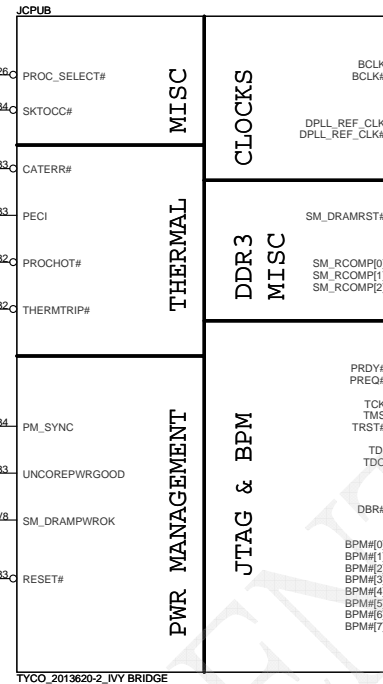 JCPUB
PROC_SELECT#
SKTOCC#
MISC
CATERR#
PECI
PROCHOT#
THERMTRIP#
THERMAL
PM_SYNC
UNCOREPWRGOOD
SM_DRAMPWROK
RESET#
PWR MANAGEMENT
CLOCKS
BCLK
BCLK#
DPLL_REF_CLK
DPLL_REF_CLK#
DDR3
MISC
SM_DRAMRST#
SM_RCOMP[0]
SM_RCOMP[1]
SM_RCOMP[2]
JTAG & BPM
PRDY#
PREQ#
TCK
TMS
TRST#
TD
TDO
DBR#
BPM#[0]
BPM#[1]
BPM#[2]
BPM#[3]
BPM#[4]
BPM#[5]
BPM#[6]
BPM#[7]
TYCO_2013620-2_IVY BRIDGE